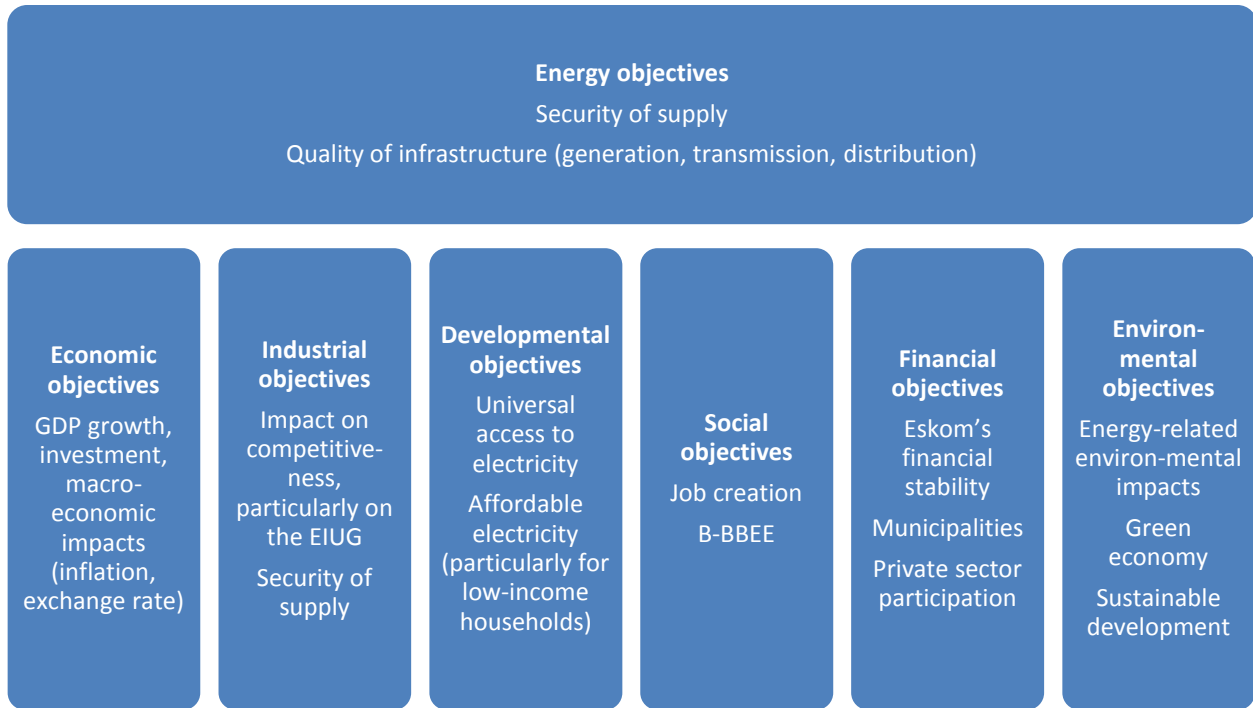 Energy objectives
Security of supply
Quality of infrastructure (generation, transmission, distribution)
Economic
objectives
GDP growth,
investment,
macro-
economic
impacts
(inflation,
exchange rate)
Industrial
objectives
Impact on
competitive-
ness,
particularly on
the EIUG
Security of
supply
Developmental
objectives
Universal
access to
electricity
Affordable
electricity
(particularly for
low-income
households)
Social
objectives
Job creation
B-BBEE
Financial
objectives
Eskom’s
financial
stability
Municipalities
Private sector
participation
Environ-
mental
objectives
Energy-related
environ-mental
impacts
Green
economy
Sustainable
development